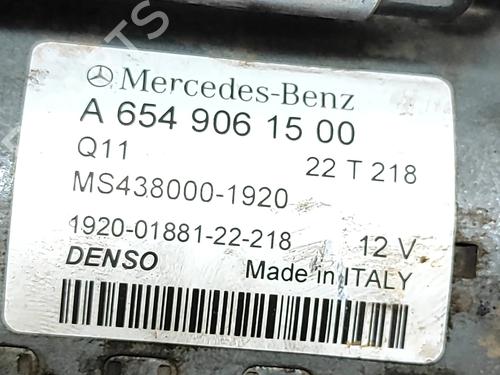 Mercedes-Benz
A 654 906 15 00
Q11 22 T 218
MS438000-1920
1920-01881-22-218 12 V
DENSO Made in ITALY